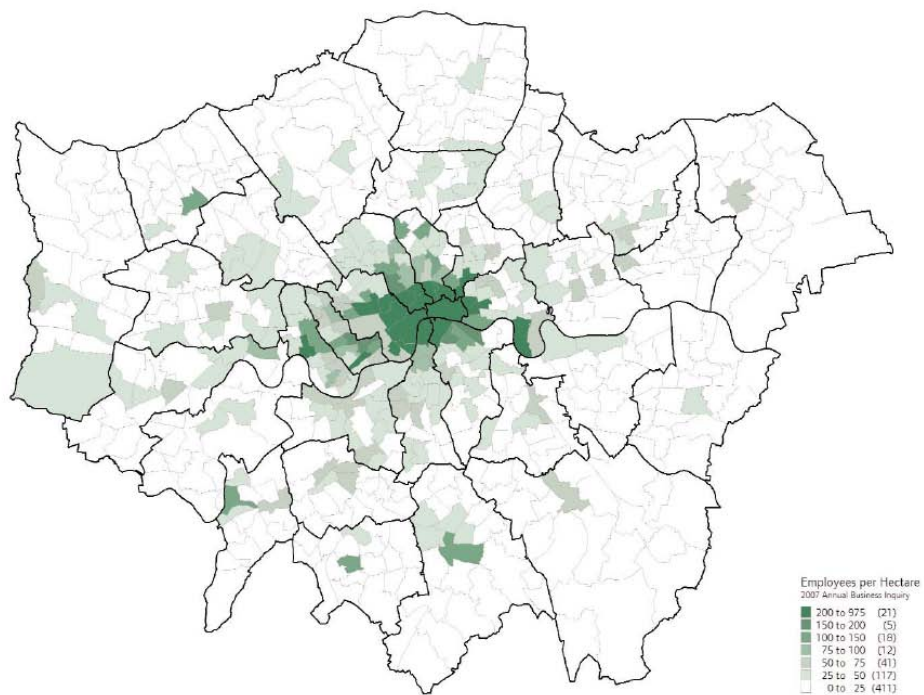 Employees per Hectare
2007 Annual Business Inquiry
200 to 975 (21)
150 to 200 (5)
100 to 150 (18)
75 to 100 (12)
50 to 75 (41)
25 to 50 (117)
0 to 25 (411)